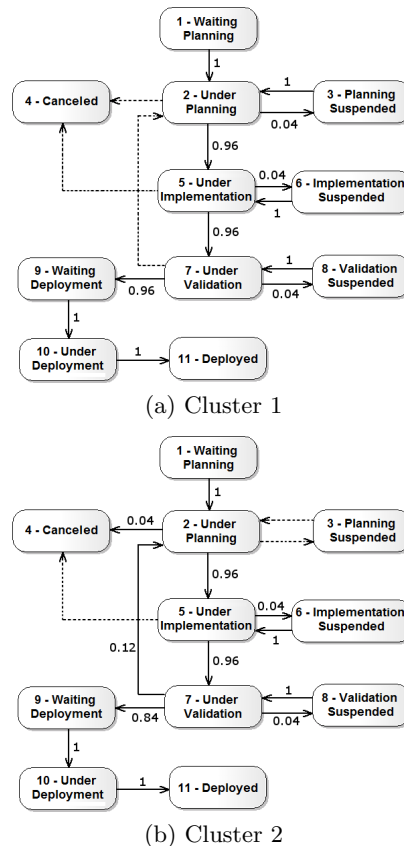 1 - Waiting
Planning
1
4 - Canceled
2 - Under
Planning
1
0.04
3 - Planning
Suspended
0.96
5 - Under
Implementation
0.04
1
6 - Implementation
Suspended
0.96
9 - Waiting
Deployment
0.96
7 - Under
Validation
1
0.04
8 - Validation
Suspended
1
10 - Under
Deployment
1
11 - Deployed
(a) Cluster 1
1 - Waiting
Planning
1
4 - Canceled
0.04
2 - Under
Planning
3 - Planning
Suspended
0.96
5 - Under
Implementation
0.04
1
6 - Implementation
Suspended
0.12
0.96
9 - Waiting
Deployment
0.84
7 - Under
Validation
1
0.04
8 - Validation
Suspended
1
10 - Under
Deployment
1
11 - Deployed
(b) Cluster 2